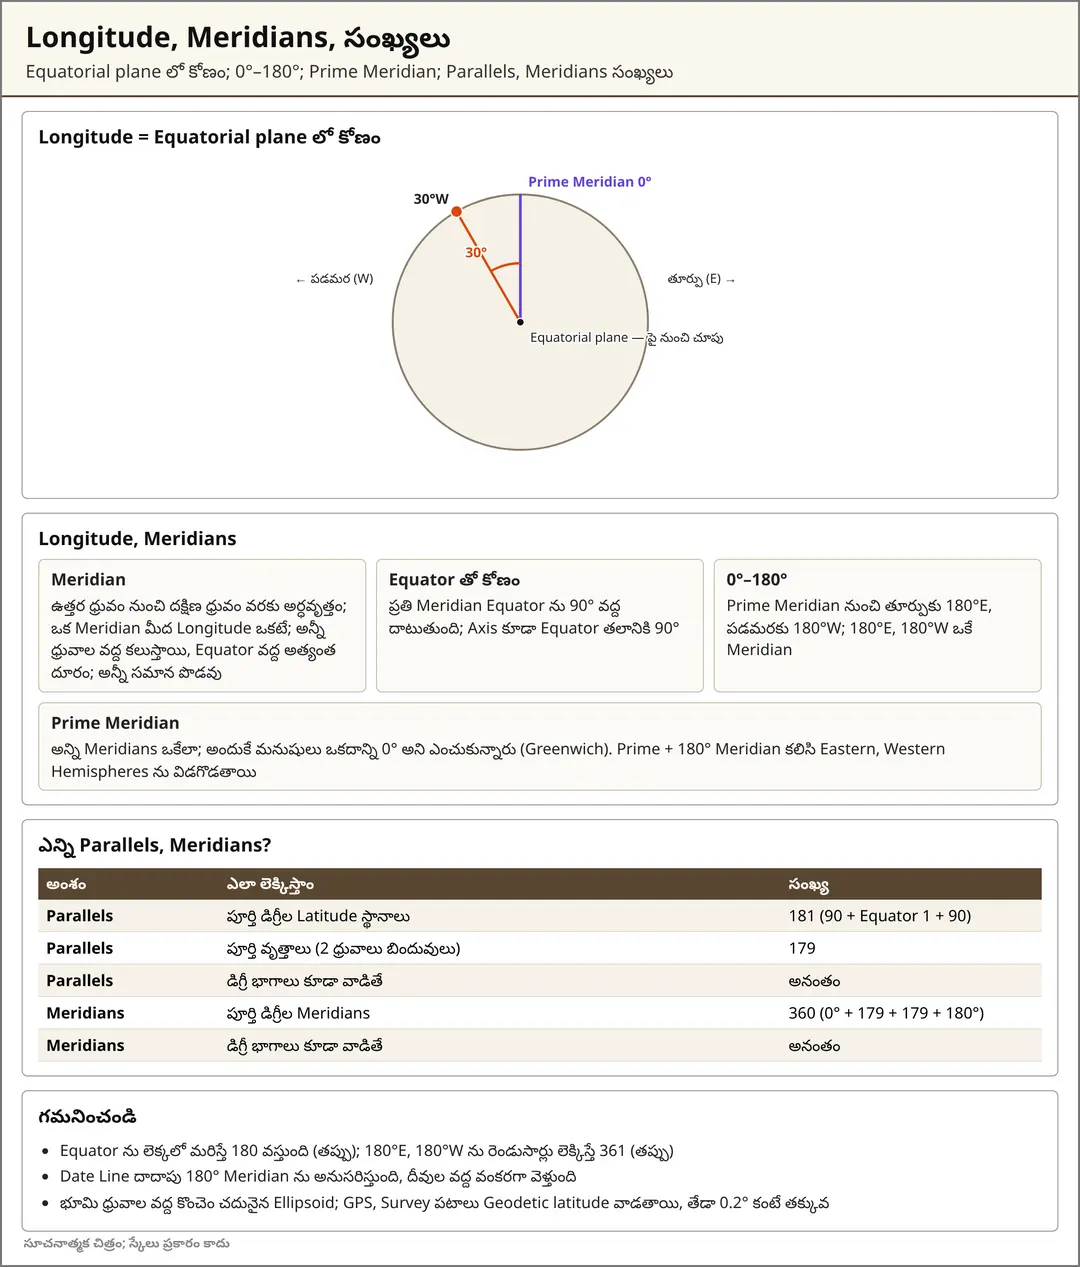 Longitude, Meridians, సంఖ్యలు
Equatorial plane లో కోణం; 0°–180°; Prime Meridian; Parallels, Meridians సంఖ్యలు
Longitude = Equatorial plane లో కోణం
Prime Meridian 0°
30°W
30°
← పడమర (W)
తూర్పు (E) →
Equatorial plane — పై నుంచి చూపు
Longitude, Meridians
Meridian
ఉత్తర ధ్రువం నుంచి దక్షిణ ధ్రువం వరకు అర్ధవృత్తం;
ఒక Meridian మీద Longitude ఒకటే; అన్నీ
ధ్రువాల వద్ద కలుస్తాయి, Equator వద్ద అత్యంత
దూరం; అన్నీ సమాన పొడవు
Equator తో కోణం
ప్రతి Meridian Equator ను 90° వద్ద
దాటుతుంది; Axis కూడా Equator తలానికి 90°
0°–180°
Prime Meridian నుంచి తూర్పుకు 180°E,
పడమరకు 180°W; 180°E, 180°W ఒకే
Meridian
Prime Meridian
అన్ని Meridians ఒకేలా; అందుకే మనుషులు ఒకదాన్ని 0° అని ఎంచుకున్నారు (Greenwich). Prime + 180° Meridian కలిసి Eastern, Western
Hemispheres ను విడగొడతాయి
ఎన్ని Parallels, Meridians?
అంశం ఎలా లెక్కిస్తాం సంఖ్య
Parallels పూర్తి డిగ్రీల Latitude స్థానాలు 181 (90 + Equator 1 + 90)
Parallels పూర్తి వృత్తాలు (2 ధ్రువాలు బిందువులు) 179
Parallels డిగ్రీ భాగాలు కూడా వాడితే అనంతం
Meridians పూర్తి డిగ్రీల Meridians 360 (0° + 179 + 179 + 180°)
Meridians డిగ్రీ భాగాలు కూడా వాడితే అనంతం
గమనించండి
• Equator ను లెక్కలో మరిస్తే 180 వస్తుంది (తప్పు); 180°E, 180°W ను రెండుసార్లు లెక్కిస్తే 361 (తప్పు)
• Date Line దాదాపు 180° Meridian ను అనుసరిస్తుంది, దీవుల వద్ద వంకరగా వెళ్తుంది
• భూమి ధ్రువాల వద్ద కొంచెం చదునైన Ellipsoid; GPS, Survey పటాలు Geodetic latitude వాడతాయి, తేడా 0.2° కంటే తక్కువ
సూచనాత్మక చిత్రం; స్కేలు ప్రకారం కాదు